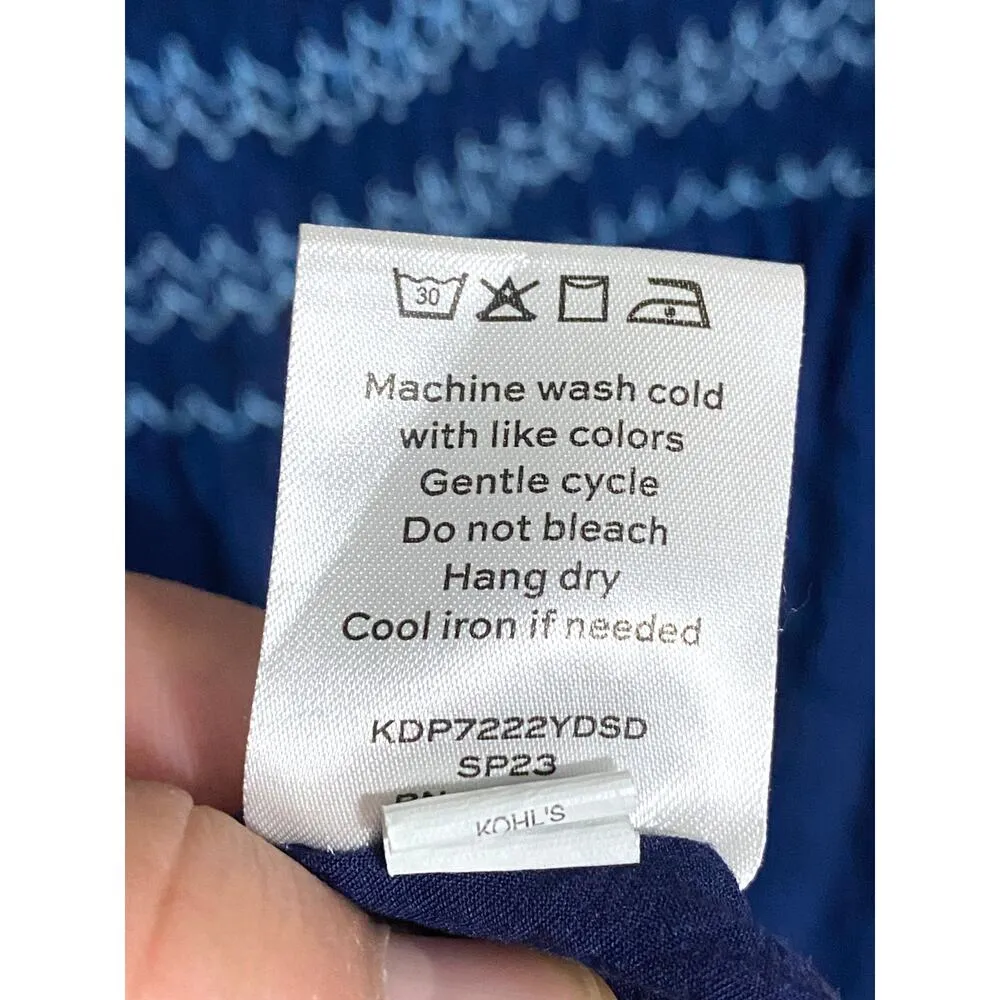 30
Machine wash cold
with like colors
Gentle cycle
Do not bleach
Hang dry
Cool iron if needed
KDP7222YDSD
SP23
KOHL'S